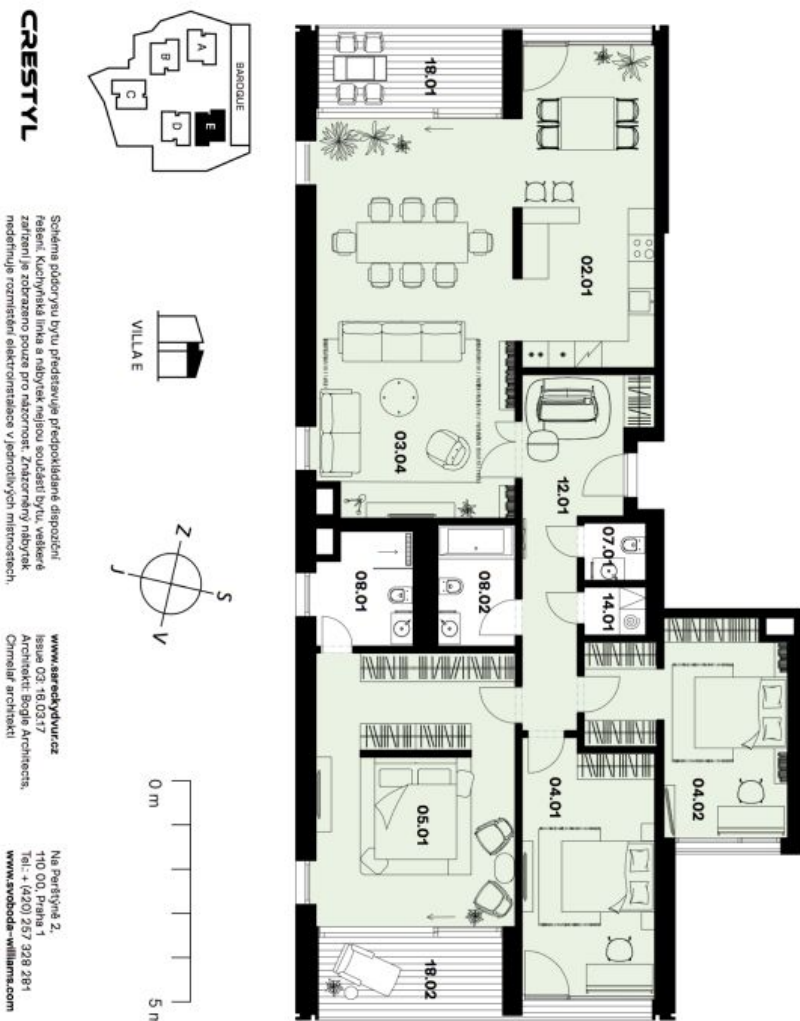 18.01
02.01
03.04
12.01
07.01
14.01
08.01
08.02
04.02
04.01
05.01
18.02
CRESTYL
BAROQUE
A
B
C
D
E
VILLA E
Z
S
J
V
0 m
5 m
Schéma půdorysu bytu představuje předpokládané dispoziční
řešení. Kuchyňská linka a nábytek nejsou součástí bytu, veškeré
zařízení je zobrazeno pouze pro názornost. Znázorněný nábytek
nedefinuje rozmístění elektroinstalace v jednotlivých místnostech.
www.sareckydvur.cz
Issue 03: 16.03.17
Architekti: Bogle Architects,
Chmelař architekti
Na Perštýně 2,
110 00, Praha 1
Tel.: + (420) 257 328 281
www.svoboda-williams.com